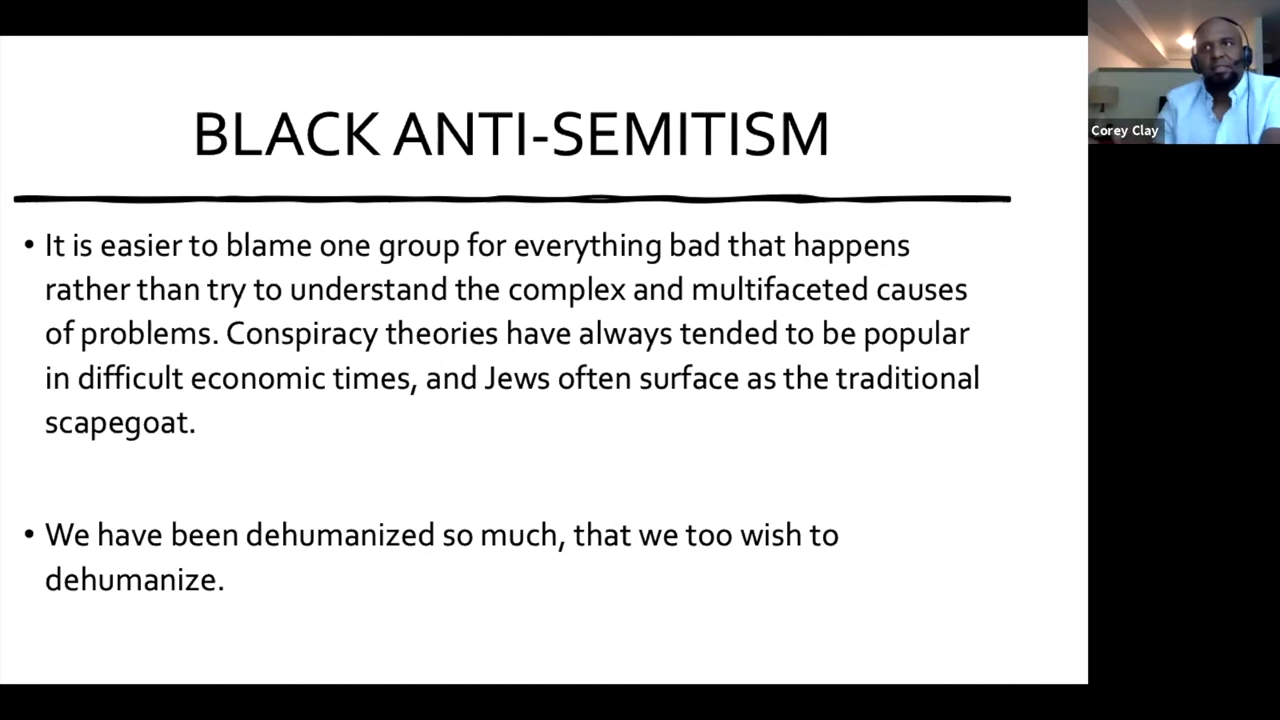 BLACK ANTI-SEMITISM
• It is easier to blame one group for everything bad that happens
rather than try to understand the complex and multifaceted causes
of problems. Conspiracy theories have always tended to be popular
in difficult economic times, and Jews often surface as the traditional
scapegoat.
• We have been dehumanized so much, that we too wish to
dehumanize.
Corey Clay